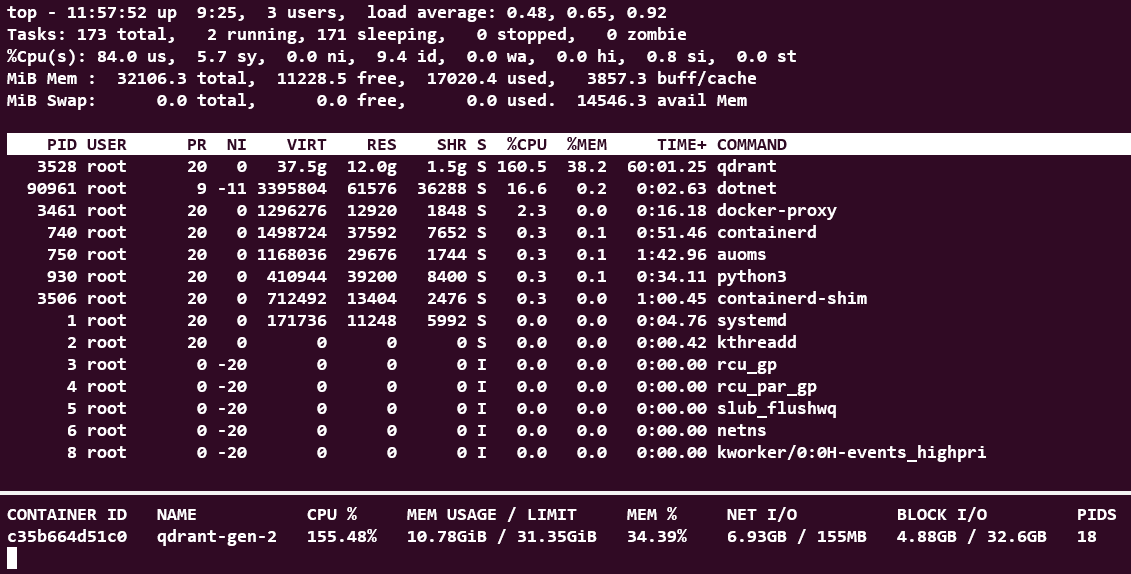 top - 11:57:52 up  9:25,  3 users,  load average: 0.48, 0.65, 0.92
Tasks: 173 total,   2 running, 171 sleeping,   0 stopped,   0 zombie
%Cpu(s): 84.0 us,  5.7 sy,  0.0 ni,  9.4 id,  0.0 wa,  0.0 hi,  0.8 si,  0.0 st
MiB Mem :  32106.3 total,  11228.5 free,  17020.4 used,   3857.3 buff/cache
MiB Swap:      0.0 total,      0.0 free,      0.0 used.  14546.3 avail Mem
    PID USER      PR  NI    VIRT    RES    SHR S  %CPU  %MEM     TIME+ COMMAND
   3528 root      20   0   37.5g  12.0g   1.5g S 160.5  38.2  60:01.25 qdrant
  90961 root       9 -11 3395804  61576  36288 S  16.6   0.2   0:02.63 dotnet
   3461 root      20   0 1296276  12920   1848 S   2.3   0.0   0:16.18 docker-proxy
    740 root      20   0 1498724  37592   7652 S   0.3   0.1   0:51.46 containerd
    750 root      20   0 1168036  29676   1744 S   0.3   0.1   1:42.96 auoms
    930 root      20   0  410944  39200   8400 S   0.3   0.1   0:34.11 python3
   3506 root      20   0  712492  13404   2476 S   0.3   0.0   1:00.45 containerd-shim
      1 root      20   0  171736  11248   5992 S   0.0   0.0   0:04.76 systemd
      2 root      20   0       0      0      0 S   0.0   0.0   0:00.42 kthreadd
      3 root       0 -20       0      0      0 I   0.0   0.0   0:00.00 rcu_gp
      4 root       0 -20       0      0      0 I   0.0   0.0   0:00.00 rcu_par_gp
      5 root       0 -20       0      0      0 I   0.0   0.0   0:00.00 slub_flushwq
      6 root       0 -20       0      0      0 I   0.0   0.0   0:00.00 netns
      8 root       0 -20       0      0      0 I   0.0   0.0   0:00.00 kworker/0:0H-events_highpri
CONTAINER ID   NAME           CPU %     MEM USAGE / LIMIT     MEM %     NET I/O          BLOCK I/O         PIDS
c35b664d51c0   qdrant-gen-2   155.48%   10.78GiB / 31.35GiB   34.39%    6.93GB / 155MB   4.88GB / 32.6GB   18